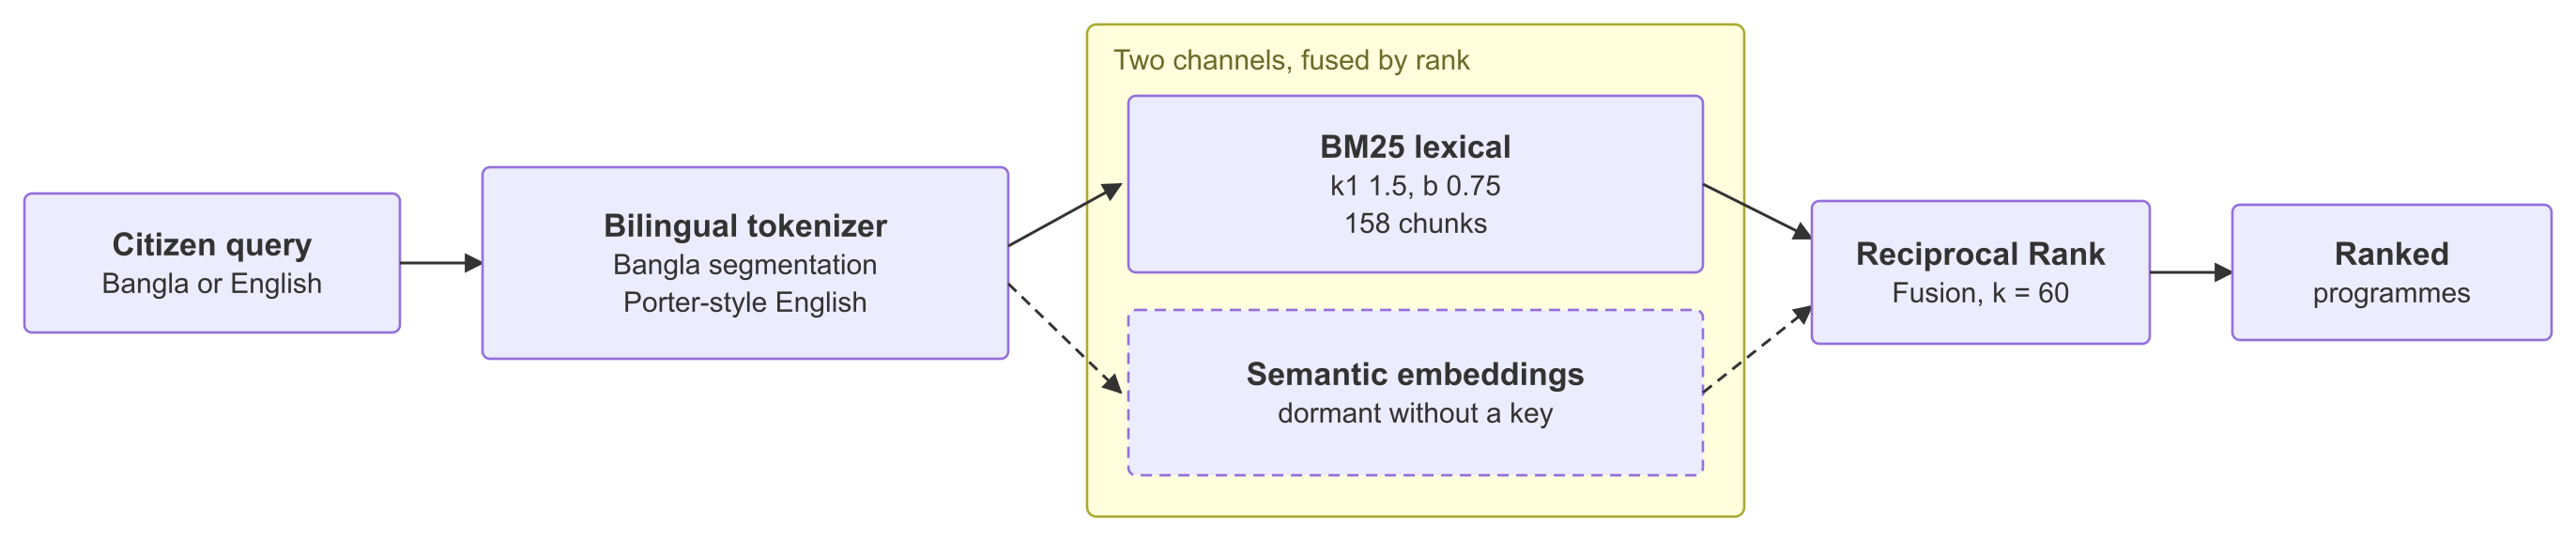 Two channels, fused by rank
Citizen query
Bangla or English
Bilingual tokenizer
Bangla segmentation
Porter-style English
BM25 lexical
k1 1.5, b 0.75
158 chunks
Semantic embeddings
dormant without a key
Reciprocal Rank
Fusion, k = 60
Ranked
programmes